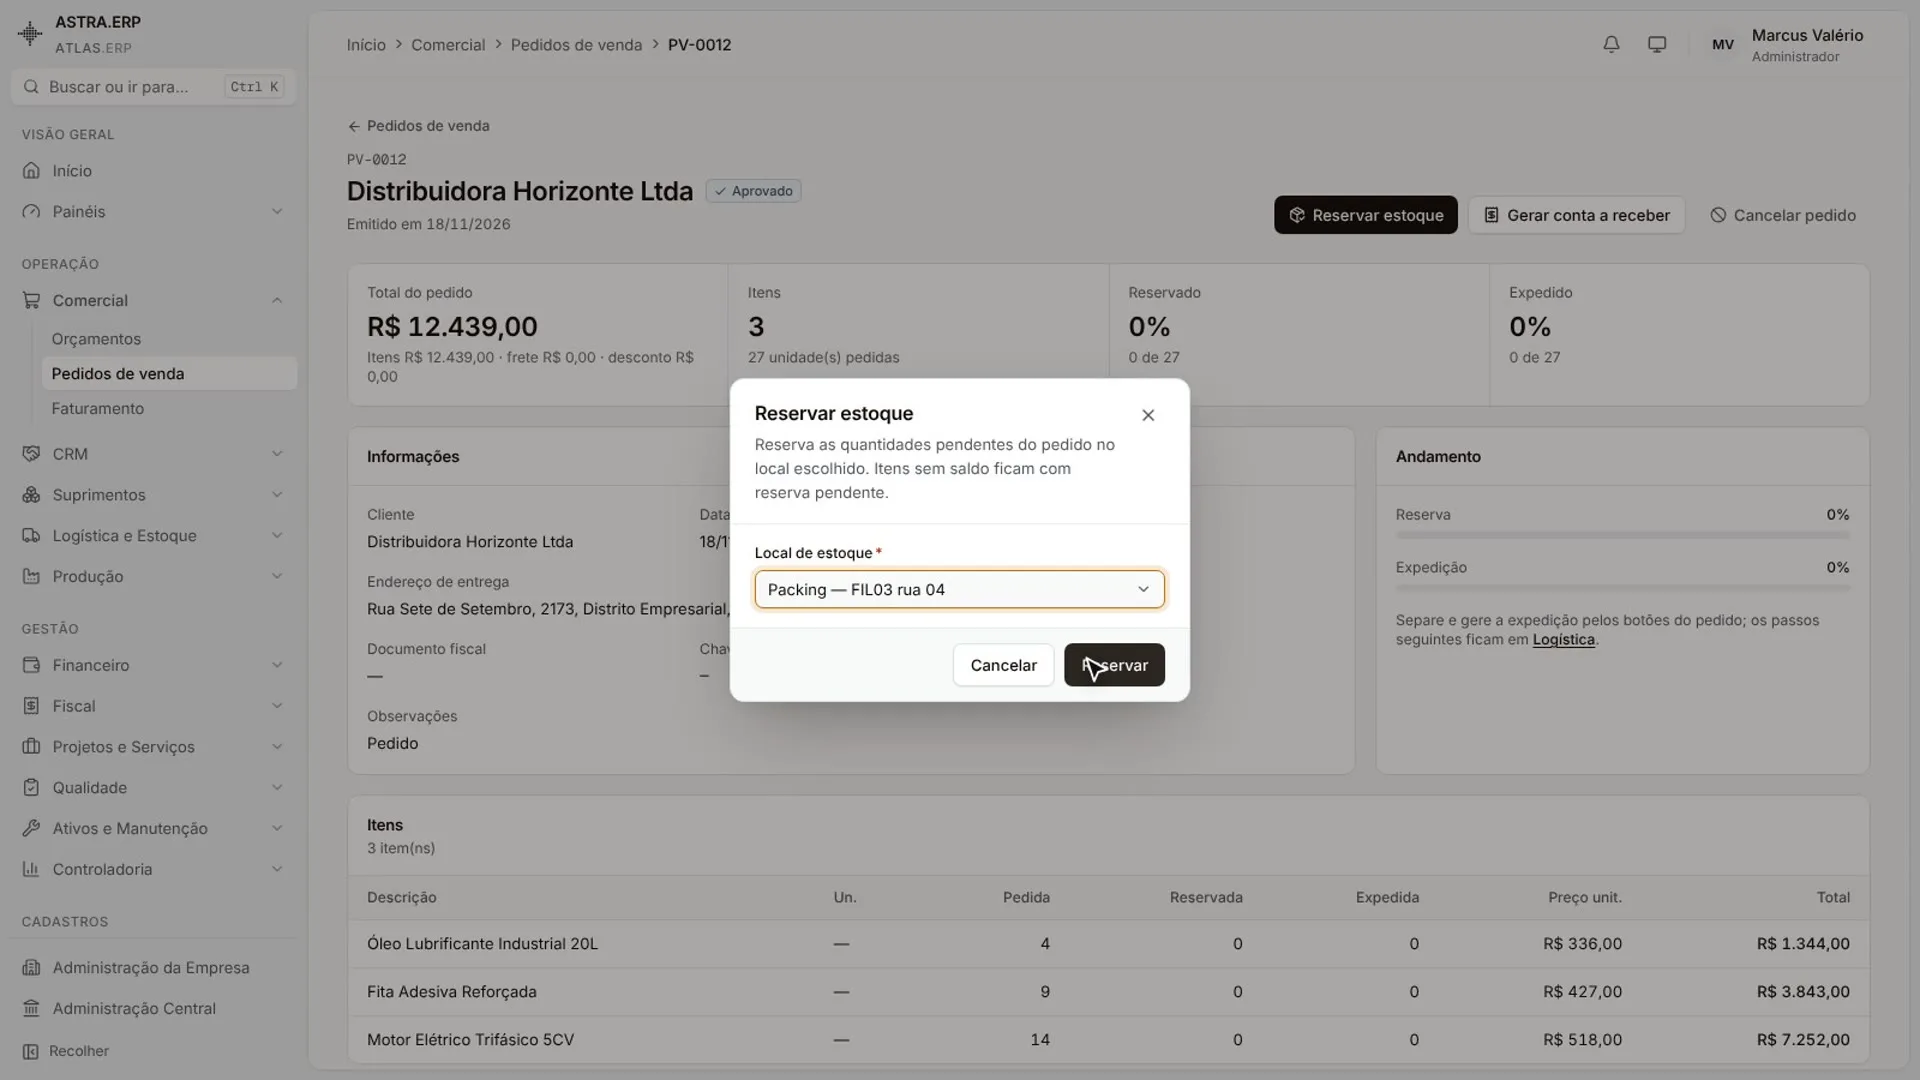 ASTRA.ERP
ATLAS.ERP
Buscar ou ir para...
Ctrl K
VISÃO GERAL
Início
Painéis
OPERAÇÃO
Comercial
Orçamentos
Pedidos de venda
Faturamento
CRM
Suprimentos
Logística e Estoque
Produção
GESTÃO
Financeiro
Fiscal
Projetos e Serviços
Qualidade
Ativos e Manutenção
Controladoria
CADASTROS
Administração da Empresa
Administração Central
Recolher
Início > Comercial > Pedidos de venda > PV-0012
MV
Marcus Valério
Administrador
← Pedidos de venda
PV-0012
Distribuidora Horizonte Ltda
Aprovado
Emitido em 18/11/2026
Reservar estoque
Gerar conta a receber
Cancelar pedido
Total do pedido
R$ 12.439,00
Itens R$ 12.439,00 · frete R$ 0,00 · desconto R$
0,00
Itens
3
27 unidade(s) pedidas
Reservado
0%
0 de 27
Expedido
0%
0 de 27
Informações
Cliente
Distribuidora Horizonte Ltda
Endereço de entrega
Rua Sete de Setembro, 2173, Distrito Empresarial,
Documento fiscal
—
–
Observações
Pedido
Reservar estoque
Reserva as quantidades pendentes do pedido no
local escolhido. Itens sem saldo ficam com
reserva pendente.
Local de estoque *
Packing — FIL03 rua 04
Cancelar
Andamento
Reserva 0%
Expedição 0%
Separe e gere a expedição pelos botões do pedido; os passos
seguintes ficam em Logística.
Itens
3 item(ns)
Descrição Un. Pedida Reservada Expedida Preço unit. Total
Óleo Lubrificante Industrial 20L — 4 0 0 R$ 336,00 R$ 1.344,00
Fita Adesiva Reforçada — 9 0 0 R$ 427,00 R$ 3.843,00
Motor Elétrico Trifásico 5CV — 14 0 0 R$ 518,00 R$ 7.252,00